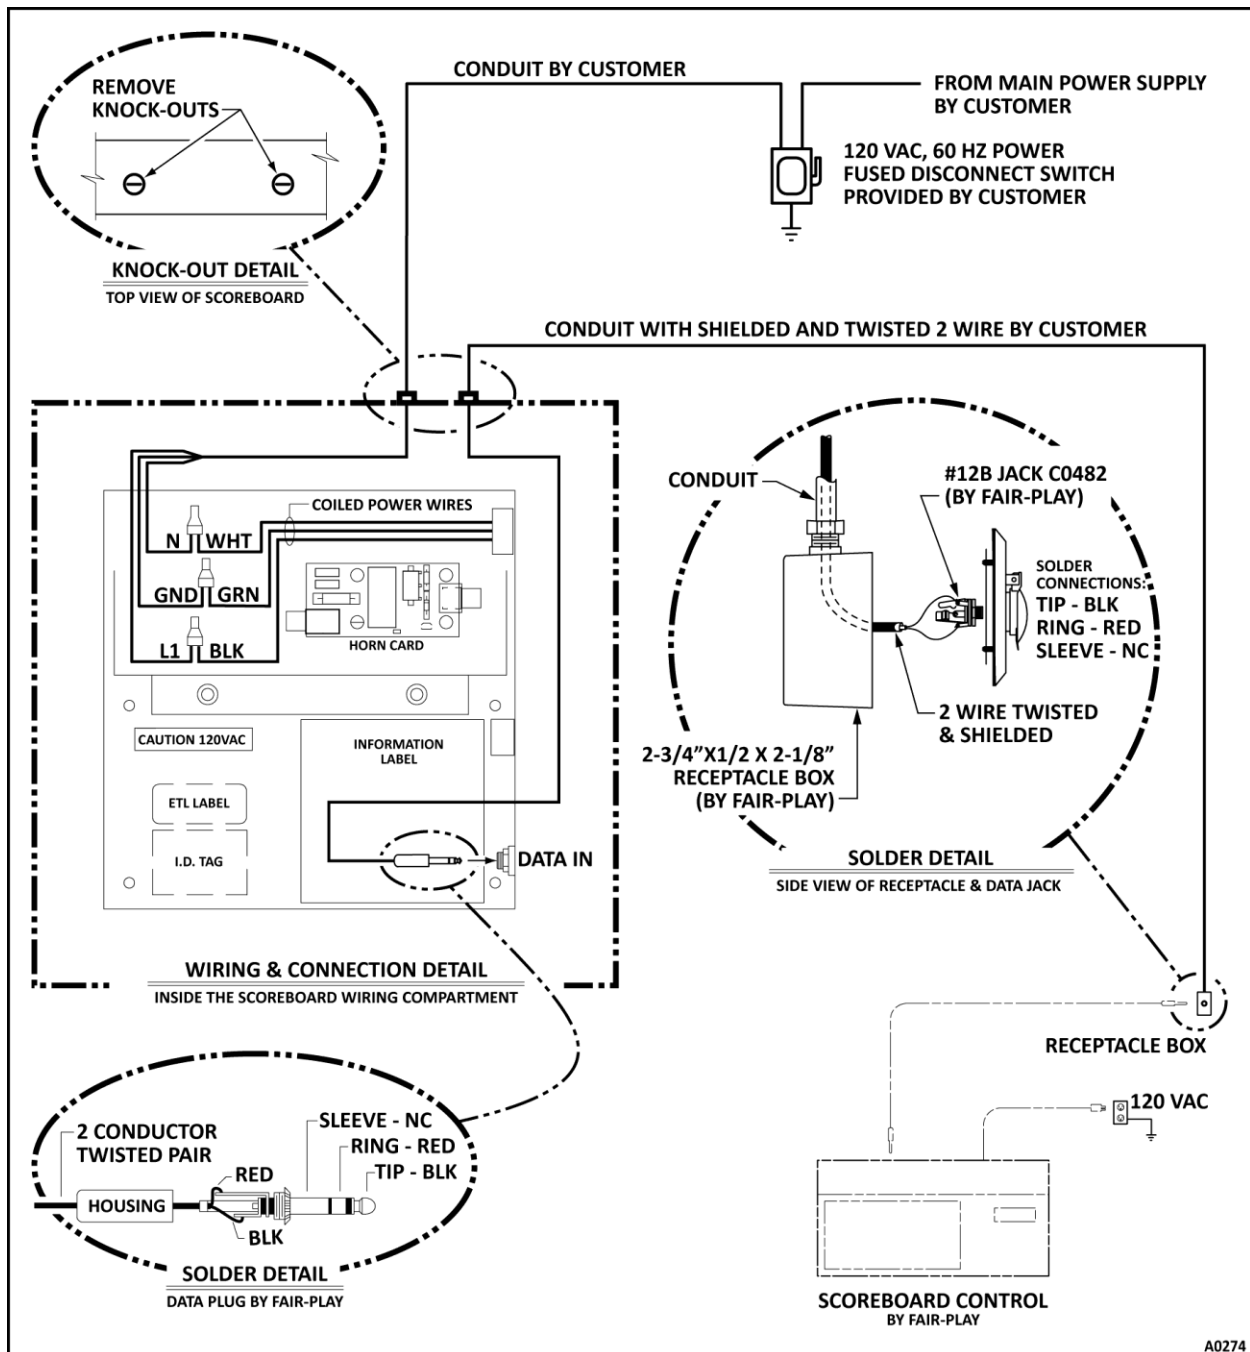 REMOVE
KNOCK-OUTS
KNOCK-OUT DETAIL
TOP VIEW OF SCOREBOARD
CONDUIT BY CUSTOMER
FROM MAIN POWER SUPPLY
BY CUSTOMER
120 VAC, 60 HZ POWER
FUSED DISCONNECT SWITCH
PROVIDED BY CUSTOMER
CONDUIT WITH SHIELDED AND TWISTED 2 WIRE BY CUSTOMER
COILED POWER WIRES
N WHT
GND GRN
L1 BLK
HORN CARD
CAUTION 120VAC
INFORMATION
LABEL
ETL LABEL
I.D. TAG
DATA IN
WIRING & CONNECTION DETAIL
INSIDE THE SCOREBOARD WIRING COMPARTMENT
CONDUIT
#12B JACK C0482
(BY FAIR-PLAY)
SOLDER
CONNECTIONS:
TIP - BLK
RING - RED
SLEEVE - NC
2 WIRE TWISTED
& SHIELDED
2-3/4”X1/2 X 2-1/8”
RECEPTACLE BOX
(BY FAIR-PLAY)
SOLDER DETAIL
SIDE VIEW OF RECEPTACLE & DATA JACK
RECEPTACLE BOX
120 VAC
SCOREBOARD CONTROL
BY FAIR-PLAY
2 CONDUCTOR
TWISTED PAIR
HOUSING
RED
BLK
SLEEVE - NC
RING - RED
TIP - BLK
SOLDER DETAIL
DATA PLUG BY FAIR-PLAY
A0274